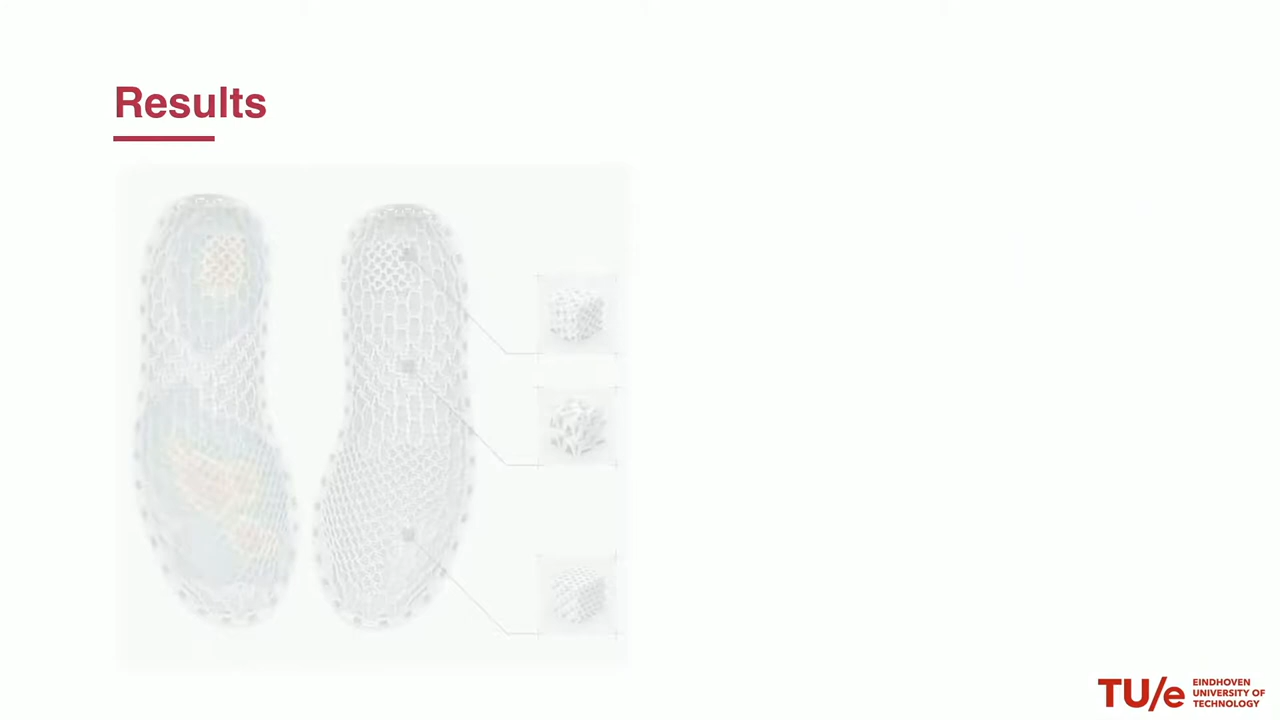 Results
TU/e
EINDHOVEN
UNIVERSITY OF
TECHNOLOGY